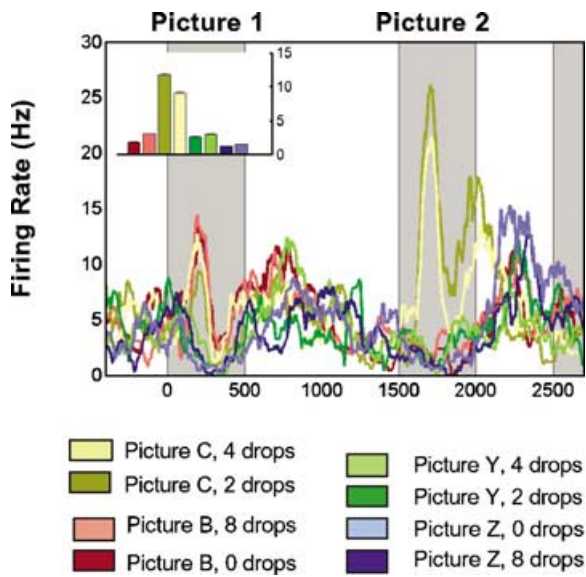 Picture 1 Picture 2
Firing Rate (Hz)
30
25
20
15
10
5
0
15
10
5
0
0 500 1000 1500 2000 2500
Picture C, 4 drops
Picture C, 2 drops
Picture B, 8 drops
Picture B, 0 drops
Picture Y, 4 drops
Picture Y, 2 drops
Picture Z, 0 drops
Picture Z, 8 drops